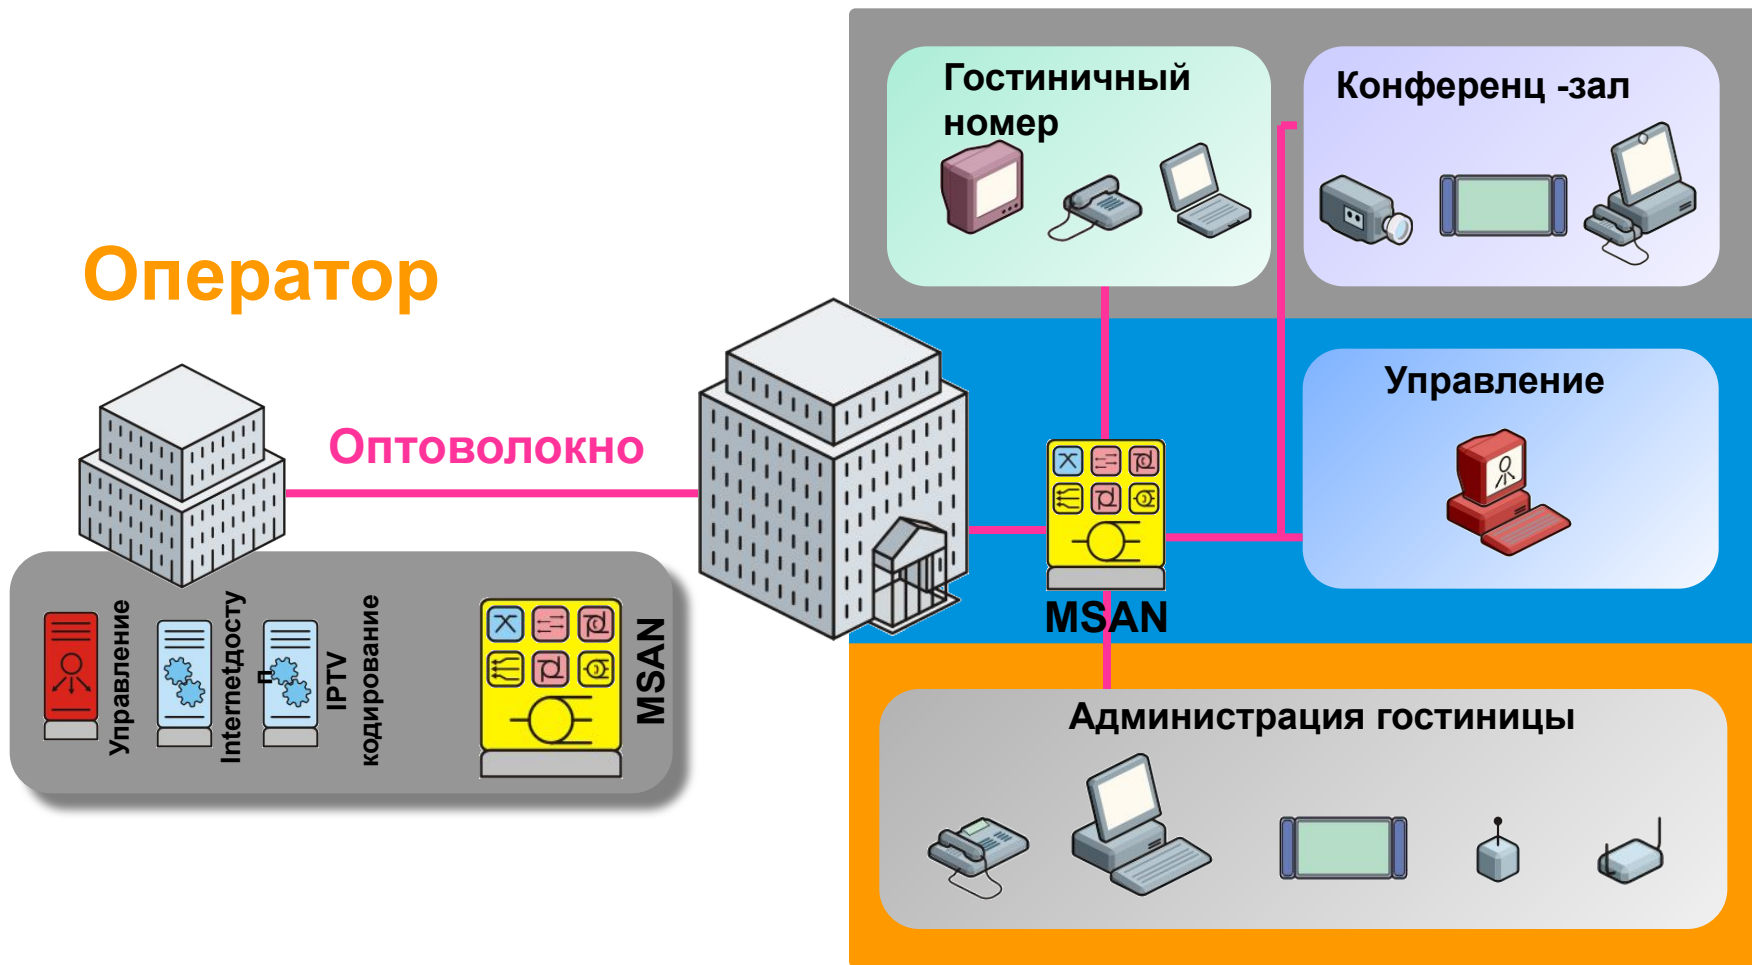 Гостиничный
номер
Конференц -зал
Оператор
Оптоволокно
Управление
MSAN
Управление
Internetдосту
п
IPTV
кодирование
MSAN
Администрация гостиницы